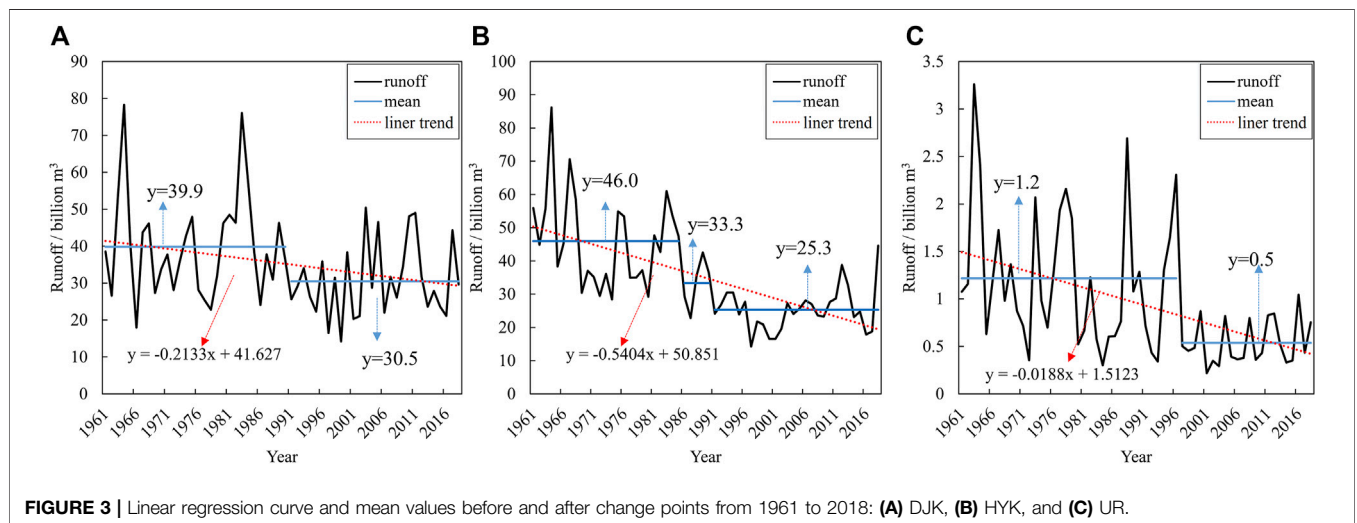 A
90
80
70
60
50
40
30
20
10
0
Runoff / billion m³
runoff
mean
liner trend
y=39.9
y = -0.2133x + 41.627
y=30.5
1961
1966
1971
1976
1981
1986
1991
1996
2001
2006
2011
2016
Year
B
100
90
80
70
60
50
40
30
20
10
0
Runoff / billion m³
runoff
mean
liner trend
y=46.0
y=33.3
y=25.3
y = -0.5404x + 50.851
1961
1966
1971
1976
1981
1986
1991
1996
2001
2006
2011
2016
Year
C
3.5
3
2.5
2
1.5
1
0.5
0
Runoff / billion m³
runoff
mean
liner trend
y=1.2
y=0.5
y = -0.0188x + 1.5123
1961
1966
1971
1976
1981
1986
1991
1996
2001
2006
2011
2016
Year
FIGURE 3 | Linear regression curve and mean values before and after change points from 1961 to 2018: (A) DJK, (B) HYK, and (C) UR.